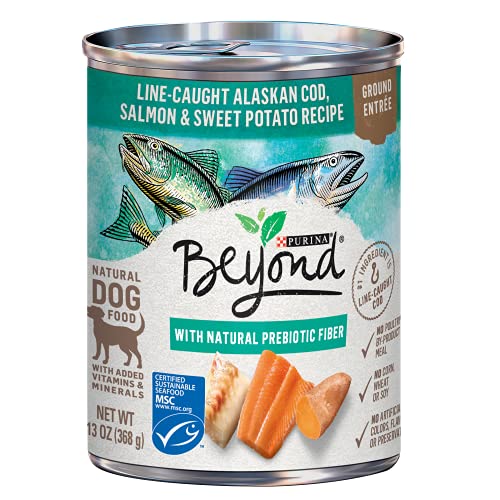 LINE-CAUGHT ALASKAN COD,
SALMON & SWEET POTATO RECIPE
GROUND
ENTRÉE
PURINA®
Beyond®
WITH NATURAL PREBIOTIC FIBER
NATURAL
DOG
FOOD
WITH ADDED
VITAMINS &
MINERALS
NET WT
13 OZ (368 g)
CERTIFIED
SUSTAINABLE
SEAFOOD
MSC
www.msc.org
#1 INGREDIENT IS
LINE-CAUGHT
COD
NO POULTRY
BY-PRODUCT
MEAL
NO CORN,
WHEAT
OR SOY
NO ARTIFICIAL
COLORS, FLAVORS
OR PRESERVATIVES